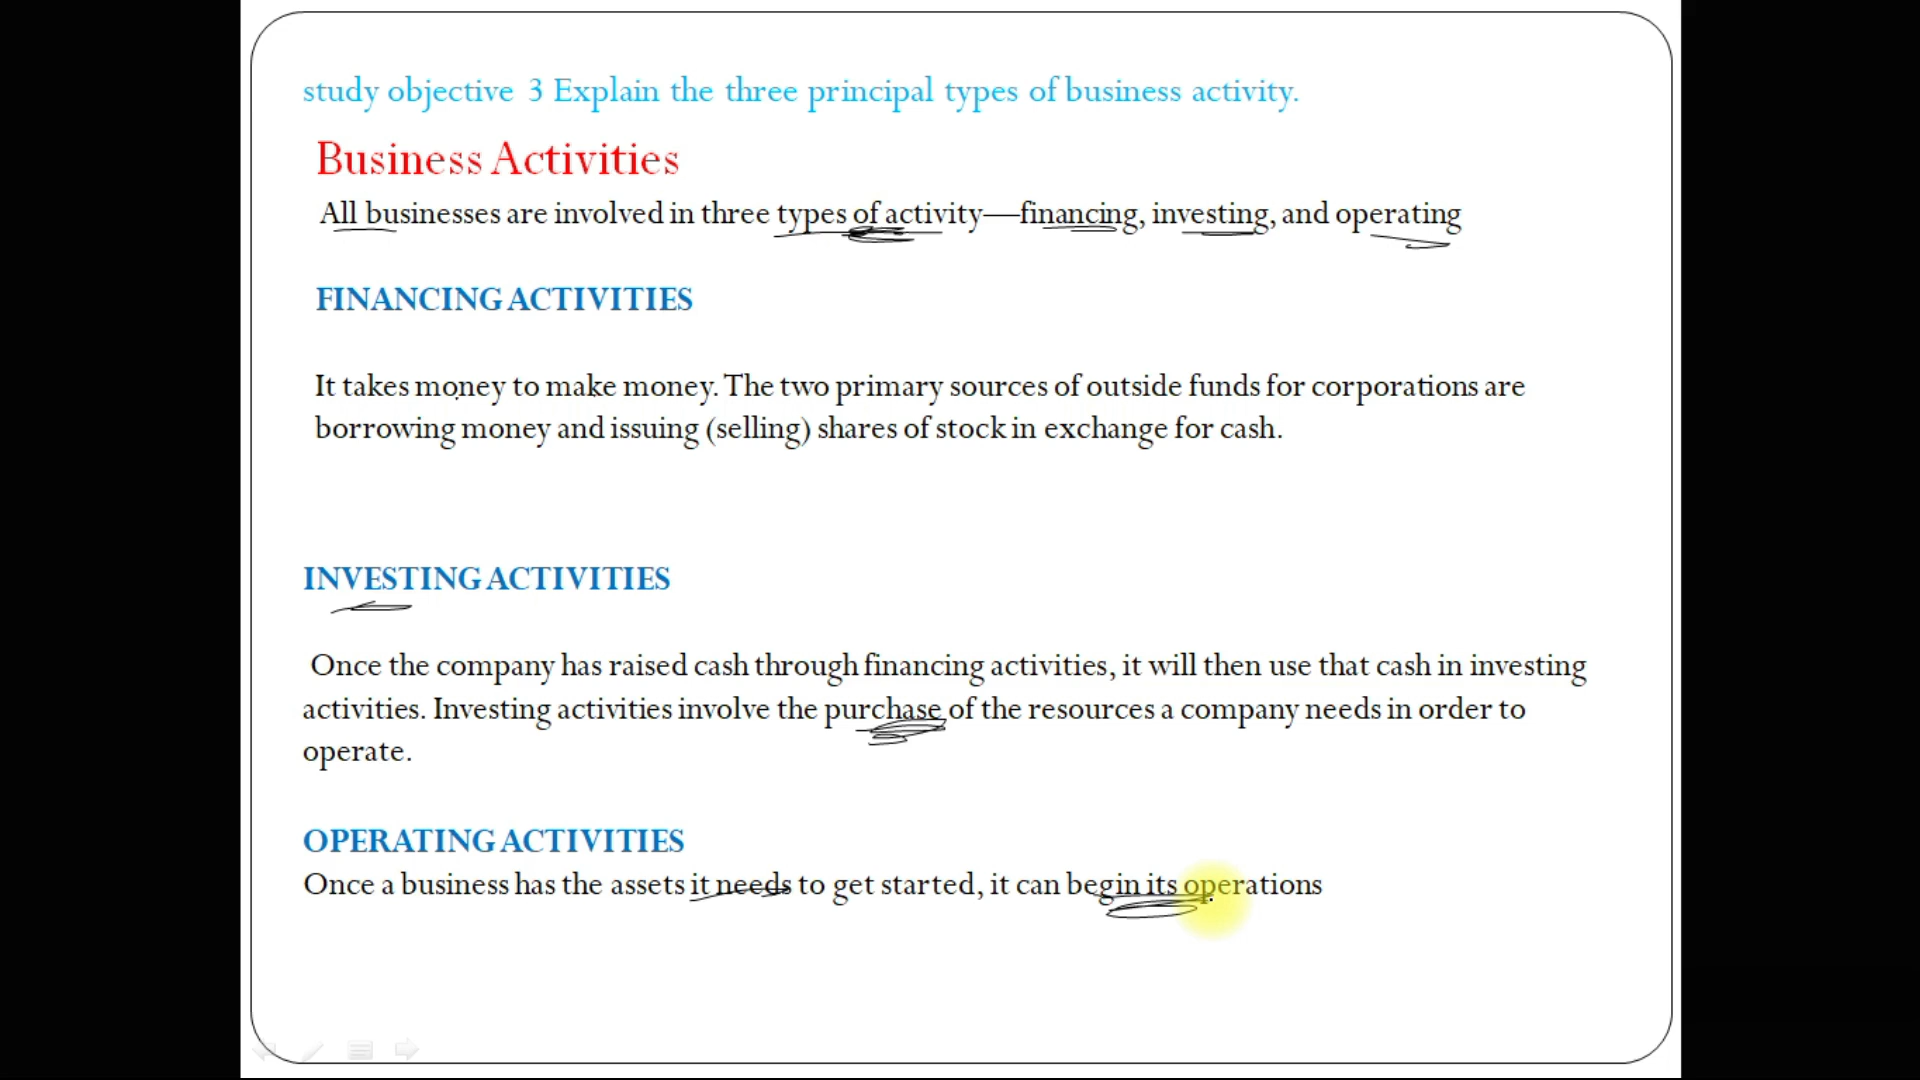 study objective 3 Explain the three principal types of business activity.
Business Activities
All businesses are involved in three types of activity—financing, investing, and operating
FINANCING ACTIVITIES
It takes money to make money. The two primary sources of outside funds for corporations are
borrowing money and issuing (selling) shares of stock in exchange for cash.
INVESTING ACTIVITIES
Once the company has raised cash through financing activities, it will then use that cash in investing
activities. Investing activities involve the purchase of the resources a company needs in order to
operate.
OPERATING ACTIVITIES
Once a business has the assets it needs to get started, it can begin its operations